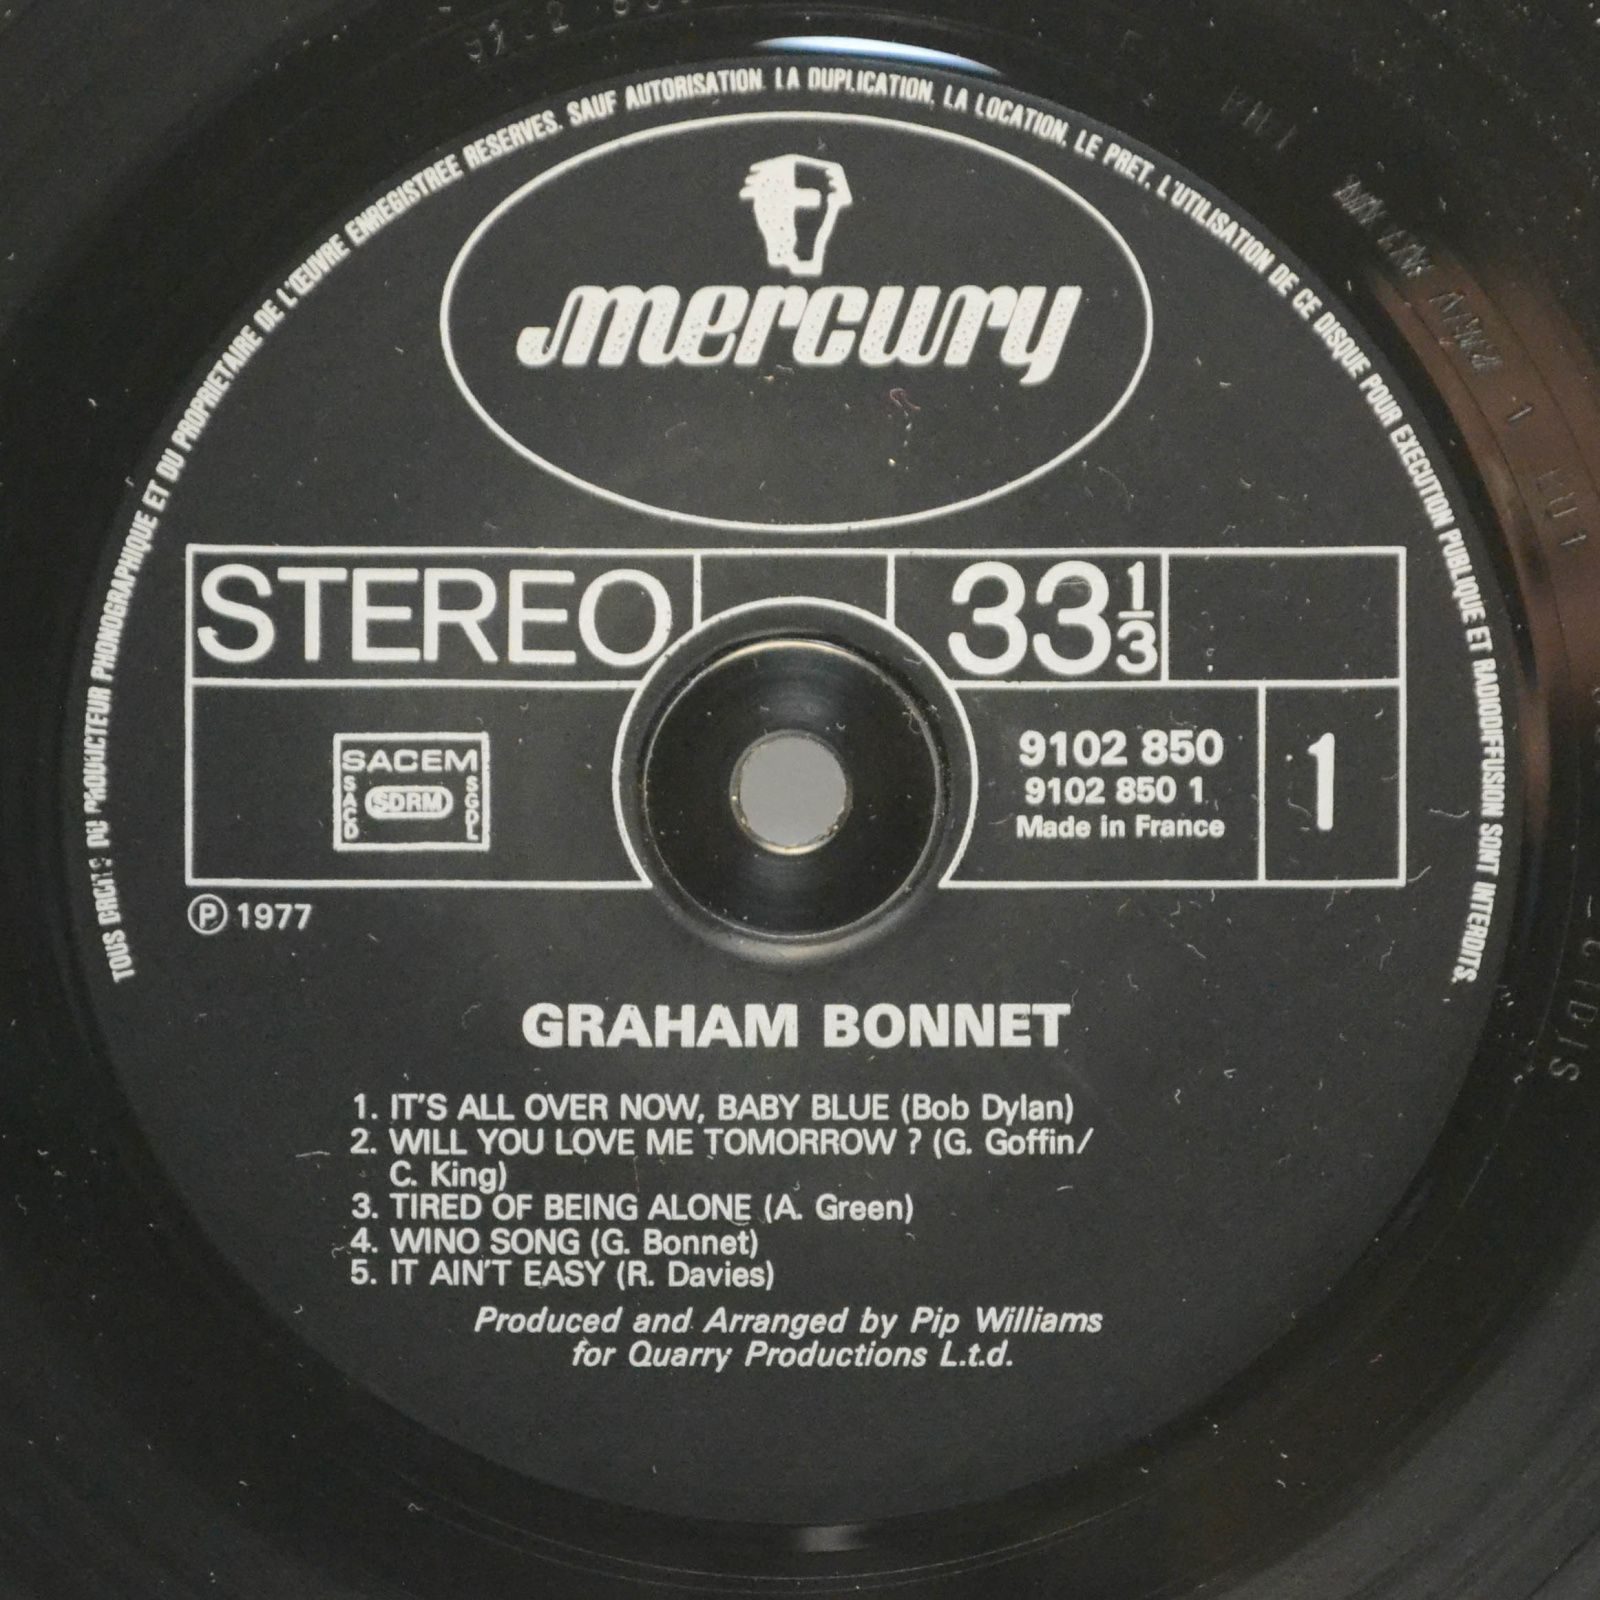 TOUS DROITS DU PRODUCTEUR PHONOGRAPHIQUE ET DU PROPRIETAIRE DE L'ŒUVRE ENREGISTREE RESERVES. SAUF AUTORISATION LA DUPLICATION, LA LOCATION, LE PRET, L'UTILISATION DE CE DISQUE POUR EXECUTION PUBLIQUE ET RADIODIFFUSION SONT INTERDITS.
mercury
STEREO
33 1/3
SACEM
SACD
SDRM
SGDL
9102 850
9102 850 1
Made in France
1
℗ 1977
GRAHAM BONNET
1. IT'S ALL OVER NOW, BABY BLUE (Bob Dylan)
2. WILL YOU LOVE ME TOMORROW ? (G. Goffin/
C. King)
3. TIRED OF BEING ALONE (A. Green)
4. WINO SONG (G. Bonnet)
5. IT AIN'T EASY (R. Davies)
Produced and Arranged by Pip Williams
for Quarry Productions L.t.d.